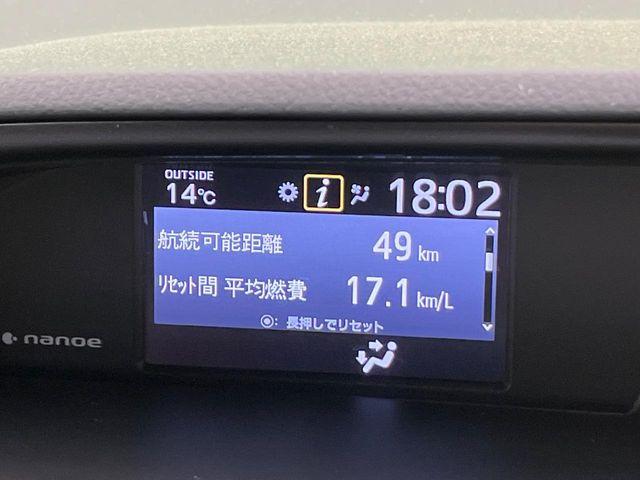 OUTSIDE
14℃ i 18:02
航続可能距離 49 km
ﾘｾｯﾄ間 平均燃費 17.1 km/L
◉: 長押しでリセット
nanoe